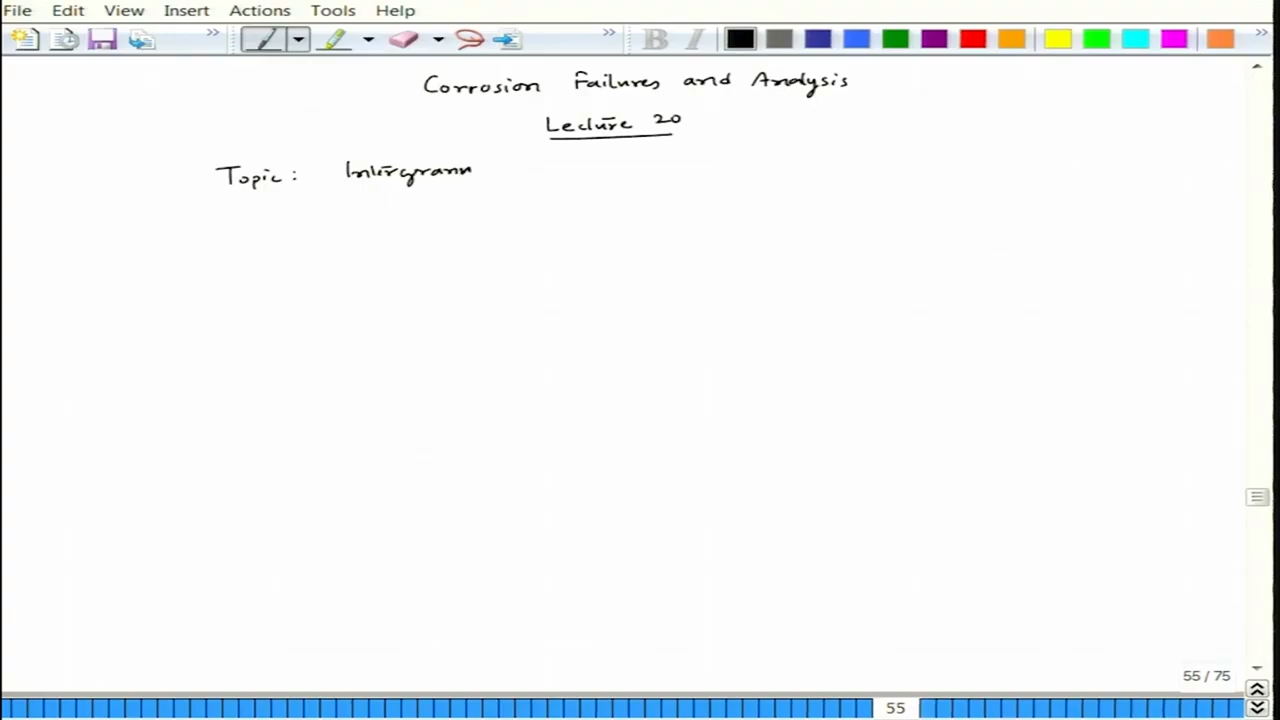 File Edit View Insert Actions Tools Help
B I
Corrosion Failures and Analysis
Lecture 20
Topic: Intergrann
55 / 75
55